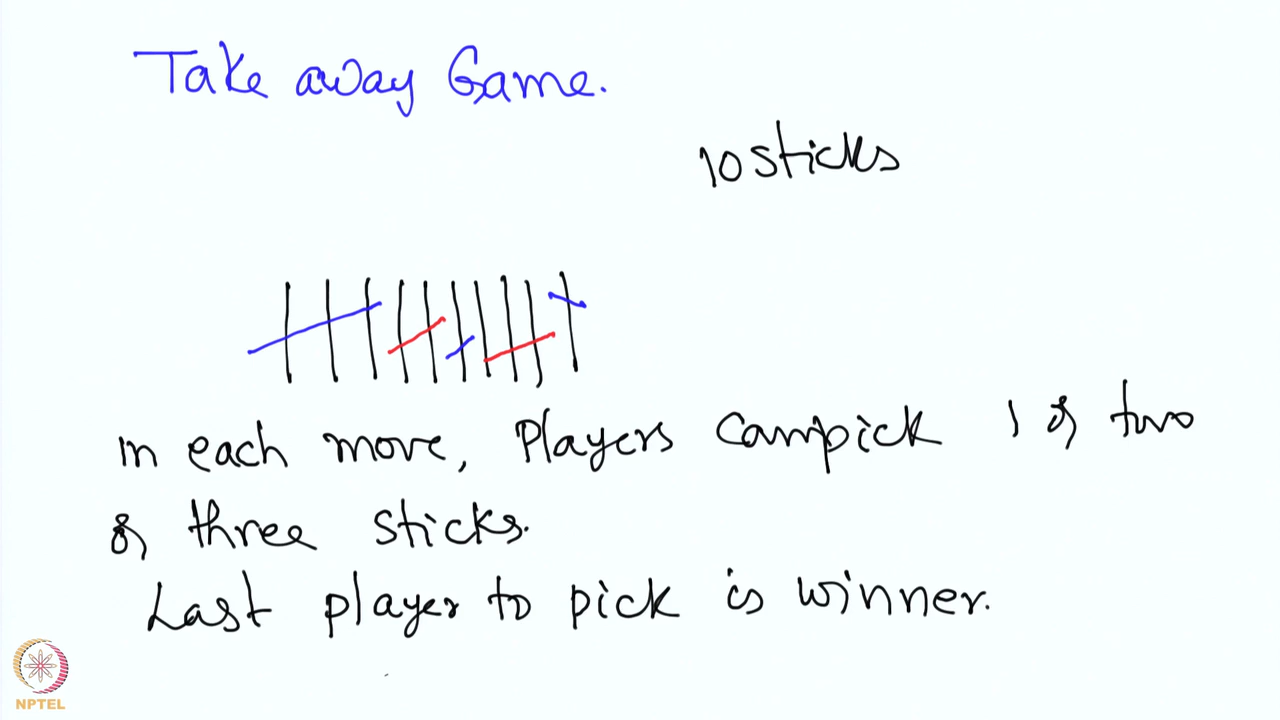 Take away Game.
10 sticks
in each move, Players can pick 1 or two
or three sticks.
Last player to pick is winner.
NPTEL